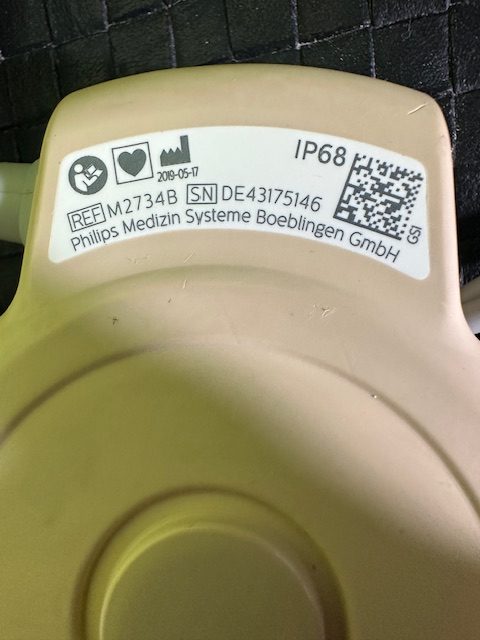 2019-05-17
IP68
REF M2734B SN DE43175146
Philips Medizin Systeme Boeblingen GmbH
GS1